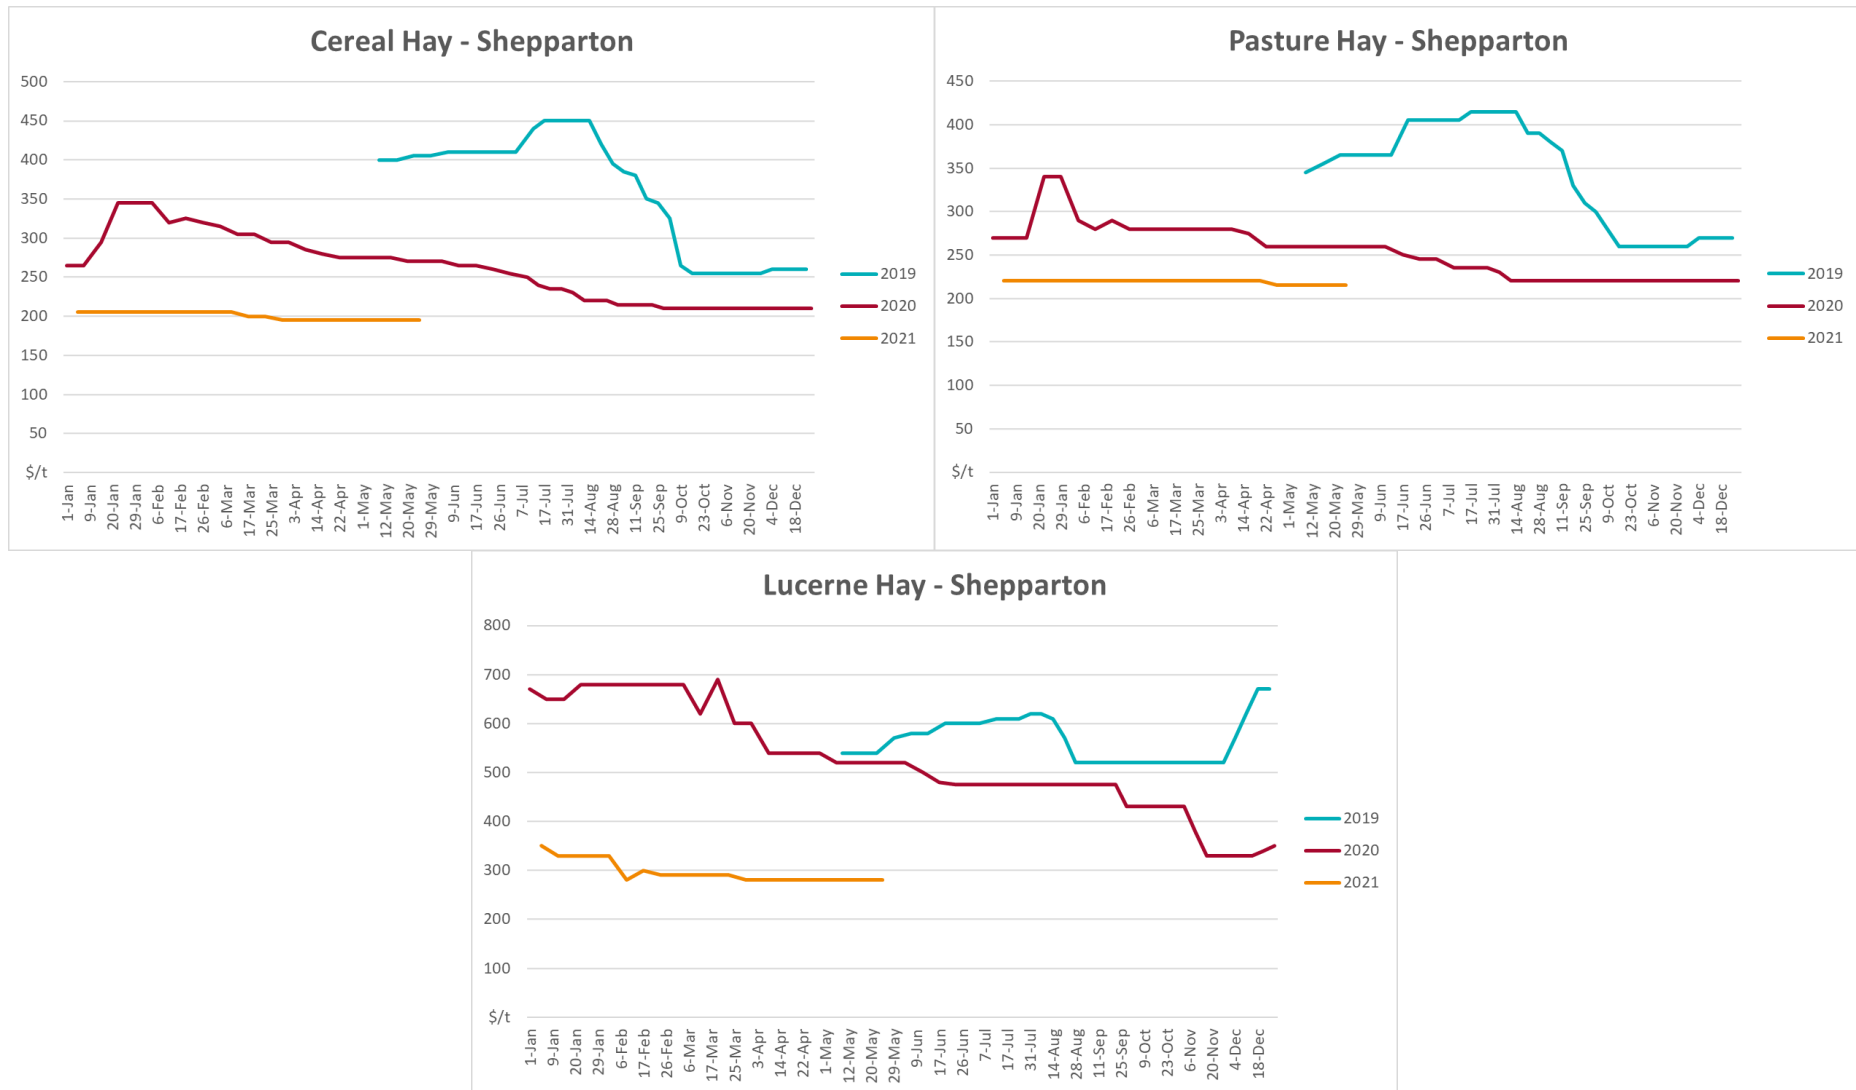 Cereal Hay - Shepparton
500
450
400
350
300
250
200
150
100
50
$/t
1-Jan
9-Jan
20-Jan
29-Jan
6-Feb
17-Feb
26-Feb
6-Mar
17-Mar
25-Mar
3-Apr
14-Apr
22-Apr
1-May
12-May
20-May
29-May
9-Jun
17-Jun
26-Jun
7-Jul
17-Jul
31-Jul
14-Aug
28-Aug
11-Sep
25-Sep
9-Oct
23-Oct
6-Nov
20-Nov
4-Dec
18-Dec
2019
2020
2021
Pasture Hay - Shepparton
450
400
350
300
250
200
150
100
50
$/t
1-Jan
9-Jan
20-Jan
29-Jan
6-Feb
17-Feb
26-Feb
6-Mar
17-Mar
25-Mar
3-Apr
14-Apr
22-Apr
1-May
12-May
20-May
29-May
9-Jun
17-Jun
26-Jun
7-Jul
17-Jul
31-Jul
14-Aug
28-Aug
11-Sep
25-Sep
9-Oct
23-Oct
6-Nov
20-Nov
4-Dec
18-Dec
2019
2020
2021
Lucerne Hay - Shepparton
800
700
600
500
400
300
200
100
$/t
1-Jan
9-Jan
20-Jan
29-Jan
6-Feb
17-Feb
26-Feb
6-Mar
17-Mar
25-Mar
3-Apr
14-Apr
22-Apr
1-May
12-May
20-May
29-May
9-Jun
17-Jun
26-Jun
7-Jul
17-Jul
31-Jul
14-Aug
28-Aug
11-Sep
25-Sep
9-Oct
23-Oct
6-Nov
20-Nov
4-Dec
18-Dec
2019
2020
2021